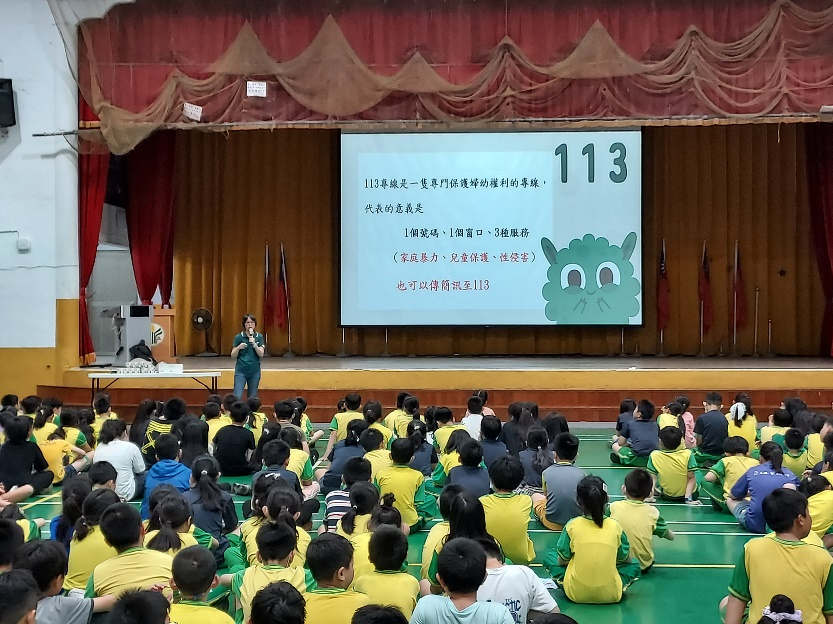 113
113專線是一隻專門保護婦幼權利的專線，
代表的意義是
1個號碼、1個窗口、3種服務
（家庭暴力、兒童保護、性侵害）
也可以傳簡訊至113